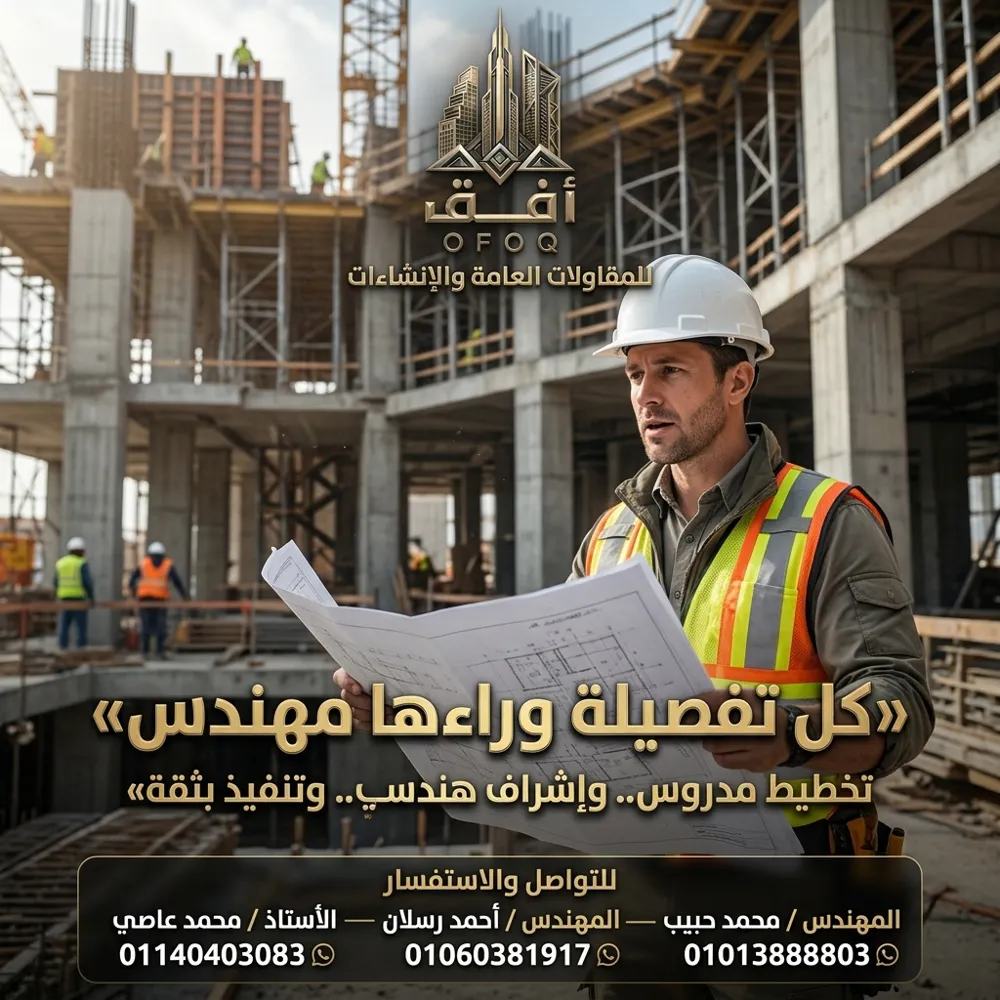 أفق
OFOQ
للمقاولات العامة والإنشاءات
«كل تفصيلة وراءها مهندس»
تخطيط مدروس.. وإشراف هندسي.. وتنفيذ بثقة»
للتواصل والاستفسار
المهندس / محمد حبيب — المهندس / أحمد رسلان — الأستاذ / محمد عاصي
01013888803 01060381917 01140403083